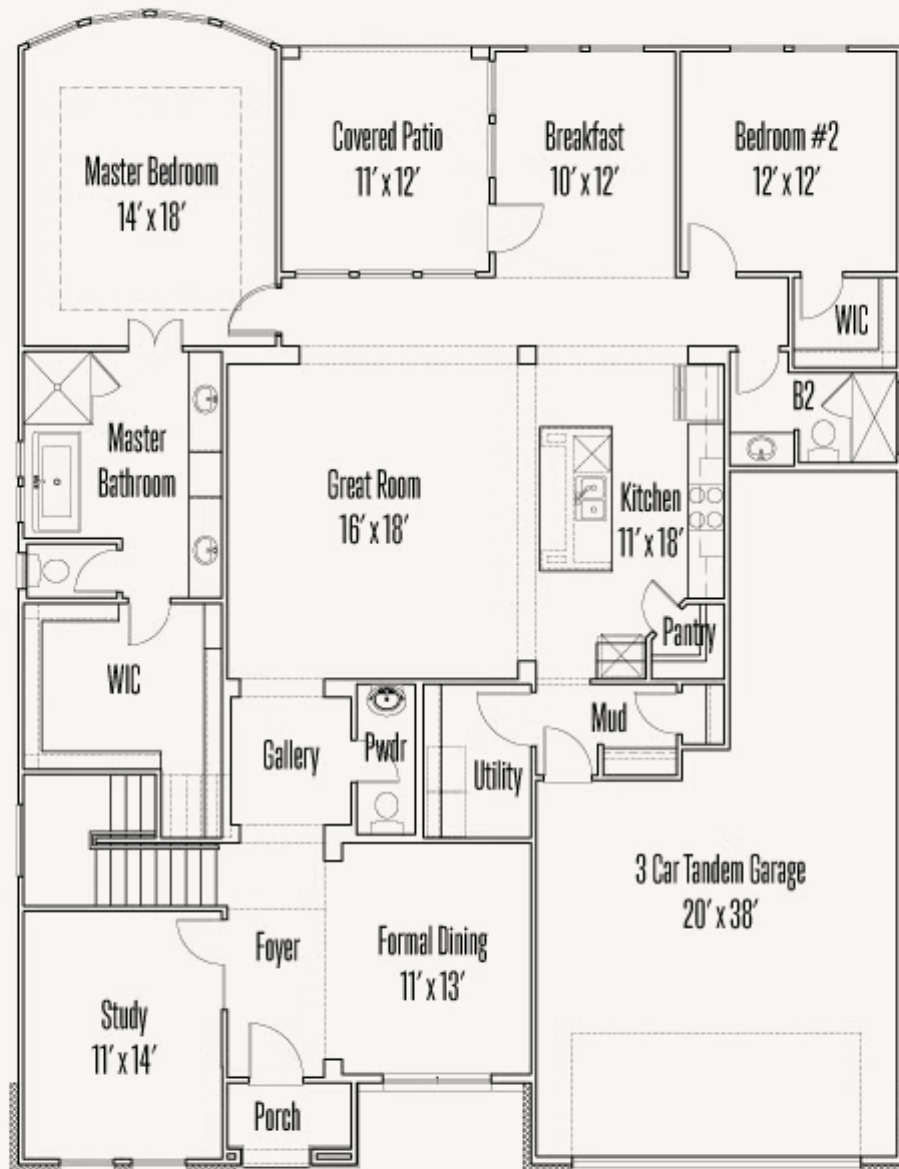 Master Bedroom
14' x 18'
Covered Patio
11' x 12'
Breakfast
10' x 12'
Bedroom #2
12' x 12'
WIC
B2
Master
Bathroom
Great Room
16' x 18'
Kitchen
11' x 18'
Pantry
WIC
Gallery
Pwdr
Utility
Mud
3 Car Tandem Garage
20' x 38'
Foyer
Formal Dining
11' x 13'
Study
11' x 14'
Porch